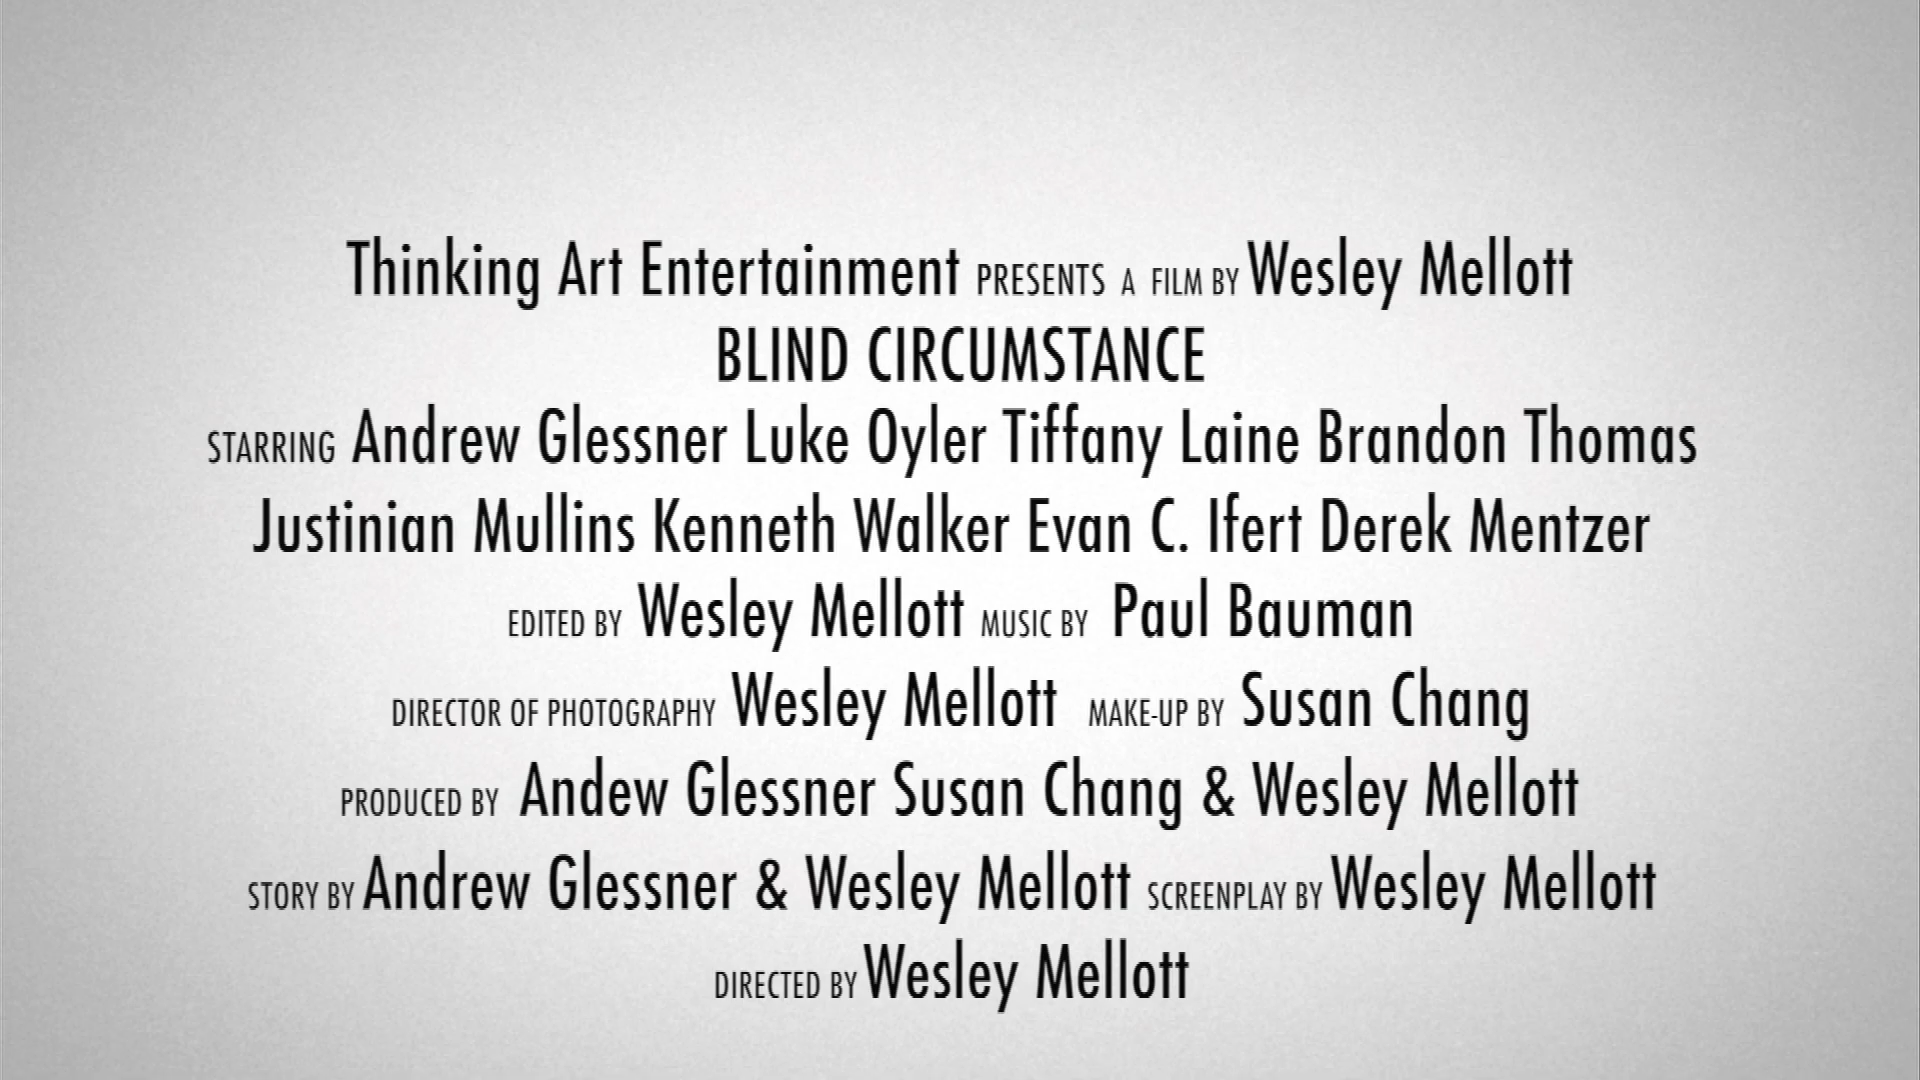 Thinking Art Entertainment PRESENTS A FILM BY Wesley Mellott
BLIND CIRCUMSTANCE
STARRING Andrew Glessner Luke Oyler Tiffany Laine Brandon Thomas
Justinian Mullins Kenneth Walker Evan C. Ifert Derek Mentzer
EDITED BY Wesley Mellott MUSIC BY Paul Bauman
DIRECTOR OF PHOTOGRAPHY Wesley Mellott MAKE-UP BY Susan Chang
PRODUCED BY Andew Glessner Susan Chang & Wesley Mellott
STORY BY Andrew Glessner & Wesley Mellott SCREENPLAY BY Wesley Mellott
DIRECTED BY Wesley Mellott